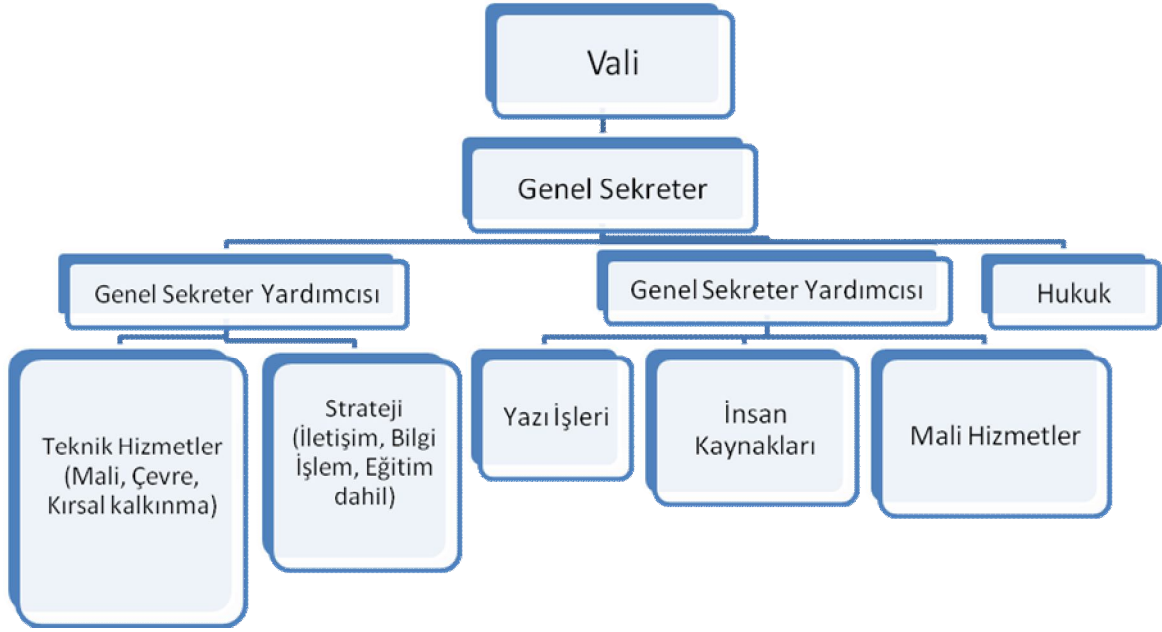 Vali
Genel Sekreter
Genel Sekreter Yardımcısı
Genel Sekreter Yardımcısı
Hukuk
Teknik Hizmetler
(Mali, Çevre,
Kırsal kalkınma)
Strateji
(İletişim, Bilgi
İşlem, Eğitim
dahil)
Yazı İşleri
İnsan
Kaynakları
Mali Hizmetler